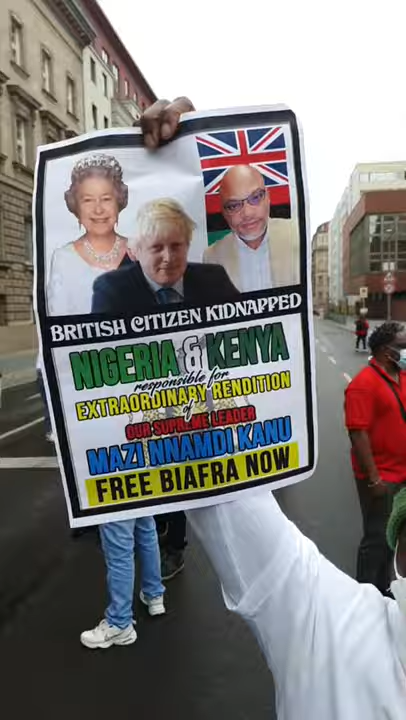 BRITISH CITIZEN KIDNAPPED
NIGERIA & KENYA
responsible for
EXTRAORDINARY RENDITION
of
OUR SUPREME LEADER
MAZI NNAMDI KANU
FREE BIAFRA NOW